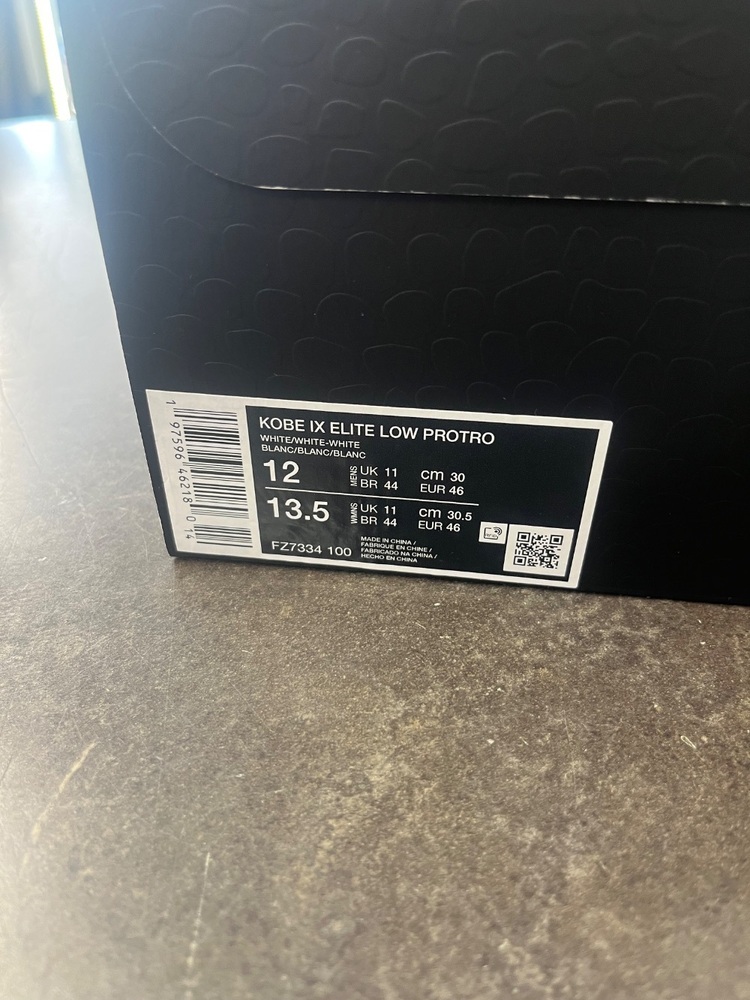 KOBE IX ELITE LOW PROTRO
WHITE/WHITE-WHITE
BLANC/BLANC/BLANC
12 MENS UK 11 cm 30
BR 44 EUR 46
13.5 WMNS UK 11 cm 30.5
BR 44 EUR 46
FZ7334 100
MADE IN CHINA /
FABRIQUE EN CHINE /
FABRICADO NA CHINA /
HECHO EN CHINA
1 97596 46218 0 14